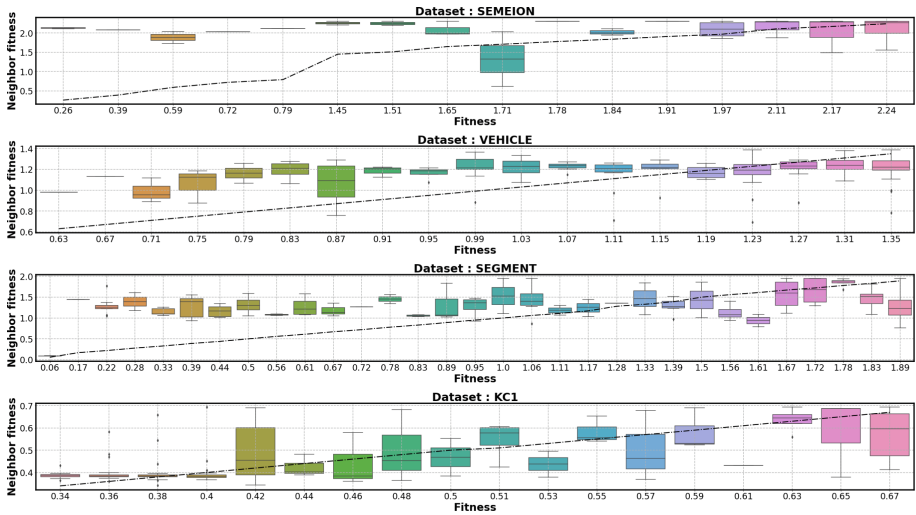 Dataset : SEMEION
Neighbor fitness
2.0
1.5
1.0
0.5
0.26 0.39 0.59 0.72 0.79 1.45 1.51 1.65 1.71 1.78 1.84 1.91 1.97 2.11 2.17 2.24
Fitness
Dataset : VEHICLE
Neighbor fitness
1.4
1.2
1.0
0.8
0.6
0.63 0.67 0.71 0.75 0.79 0.83 0.87 0.91 0.95 0.99 1.03 1.07 1.11 1.15 1.19 1.23 1.27 1.31 1.35
Fitness
Dataset : SEGMENT
Neighbor fitness
2.0
1.5
1.0
0.5
0.0
0.06 0.17 0.22 0.28 0.33 0.39 0.44 0.5 0.56 0.61 0.67 0.72 0.78 0.83 0.89 0.95 1.0 1.06 1.11 1.17 1.28 1.33 1.39 1.5 1.56 1.61 1.67 1.72 1.78 1.83 1.89
Fitness
Dataset : KC1
Neighbor fitness
0.7
0.6
0.5
0.4
0.34 0.36 0.38 0.4 0.42 0.44 0.46 0.48 0.5 0.51 0.53 0.55 0.57 0.59 0.61 0.63 0.65 0.67
Fitness